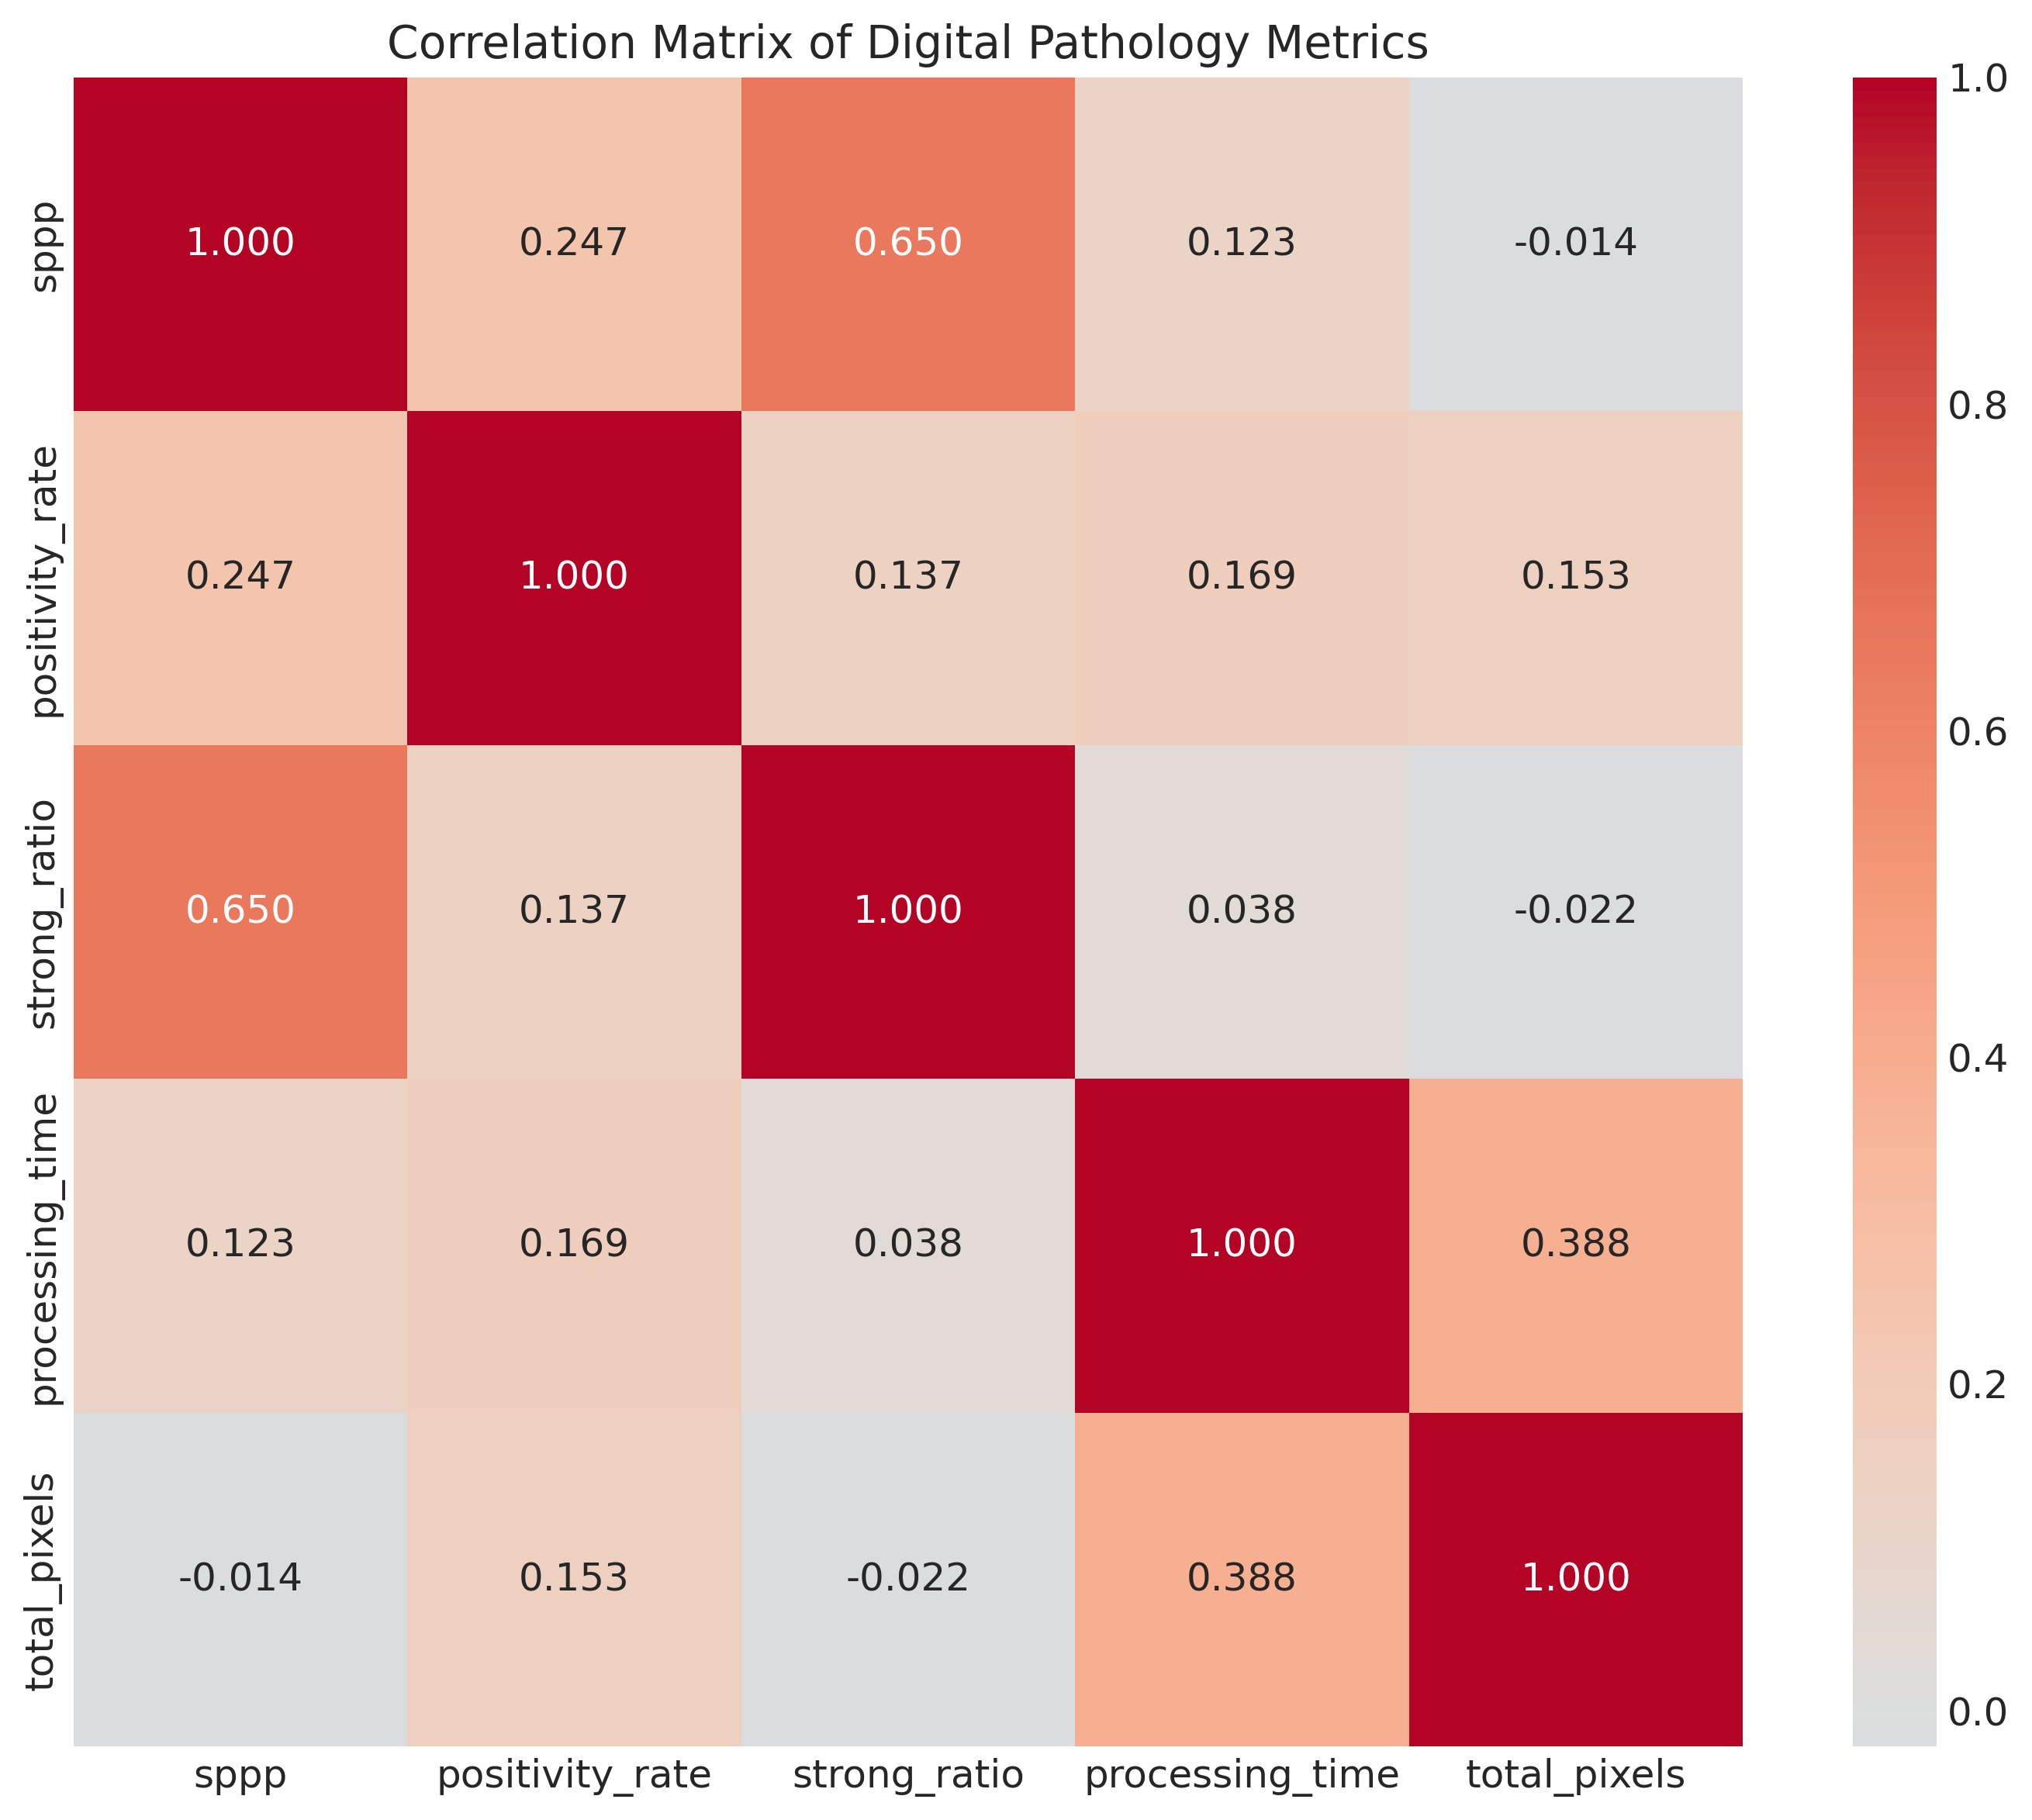 Correlation Matrix of Digital Pathology Metrics
sppp 1.000 0.247 0.650 0.123 -0.014
positivity_rate 0.247 1.000 0.137 0.169 0.153
strong_ratio 0.650 0.137 1.000 0.038 -0.022
processing_time 0.123 0.169 0.038 1.000 0.388
total_pixels -0.014 0.153 -0.022 0.388 1.000
sppp positivity_rate strong_ratio processing_time total_pixels
1.0
0.8
0.6
0.4
0.2
0.0